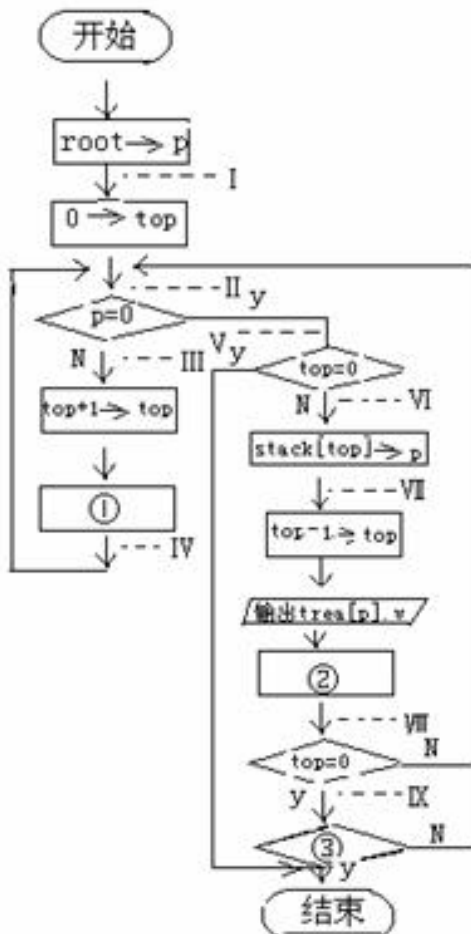 开始
root → p
I
0 → top
II
y
p=0
V
y
N
III
top=0
N
VI
top+1→top
stack[top]→p
VII
①
top-1→top
IV
输出trea[p].v
②
VIII
top=0
N
y
IX
③
N
y
结束